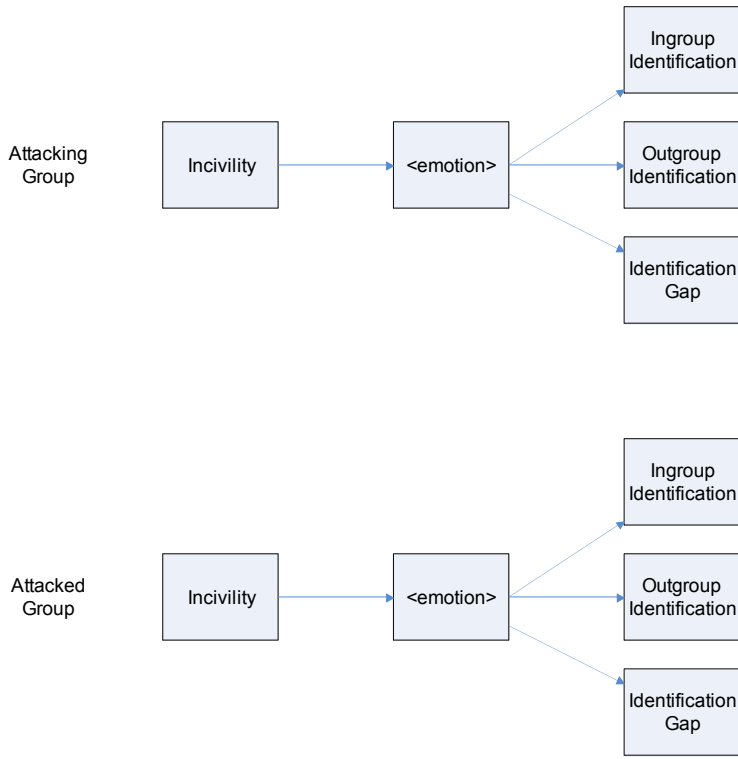 Ingroup
Identification
Attacking
Group
Incivility
<emotion>
Outgroup
Identification
Identification
Gap
Ingroup
Identification
Attacked
Group
Incivility
<emotion>
Outgroup
Identification
Identification
Gap